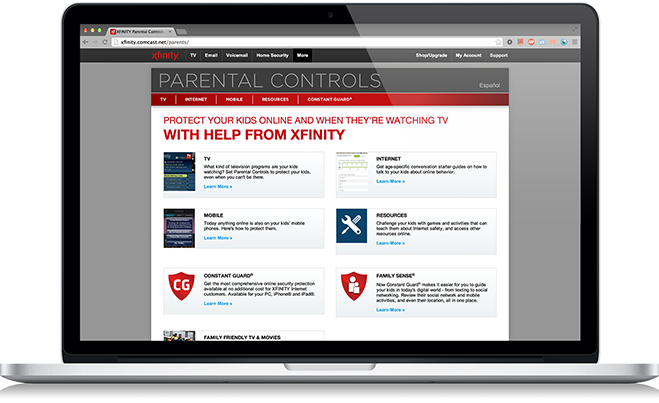 XFINITY Parental Controls
xfinity.comcast.net/parents/
xfinity
TV
Email
Voicemail
Home Security
More
Shop/Upgrade
My Account
Support
PARENTAL CONTROLS
Español
TV
INTERNET
MOBILE
RESOURCES
CONSTANT GUARD®
PROTECT YOUR KIDS ONLINE AND WHEN THEY'RE WATCHING TV
WITH HELP FROM XFINITY
TV
What kind of television programs are your kids
watching? Set Parental Controls to protect your kids,
even when you can't be there.
Learn More »
INTERNET
Get age-specific conversation starter guides on how to
talk to your kids about online behavior.
Learn More »
MOBILE
Today anything online is also on your kids' mobile
phones. Here's how to protect them.
Learn More »
RESOURCES
Challenge your kids with games and activities that can
teach them about Internet safety, and access other
resources online.
Learn More »
CG
CONSTANT GUARD®
Get the most comprehensive online security protection
available at no additional cost for XFINITY Internet
customers. Available for your PC, iPhone® and iPad®.
Learn More »
FAMILY SENSE®
Now Constant Guard® makes it easier for you to guide
your kids in today's digital world - from texting to social
networking. Review their social network and mobile
activities, and even their location, all in one place.
Learn More »
FAMILY FRIENDLY TV & MOVIES